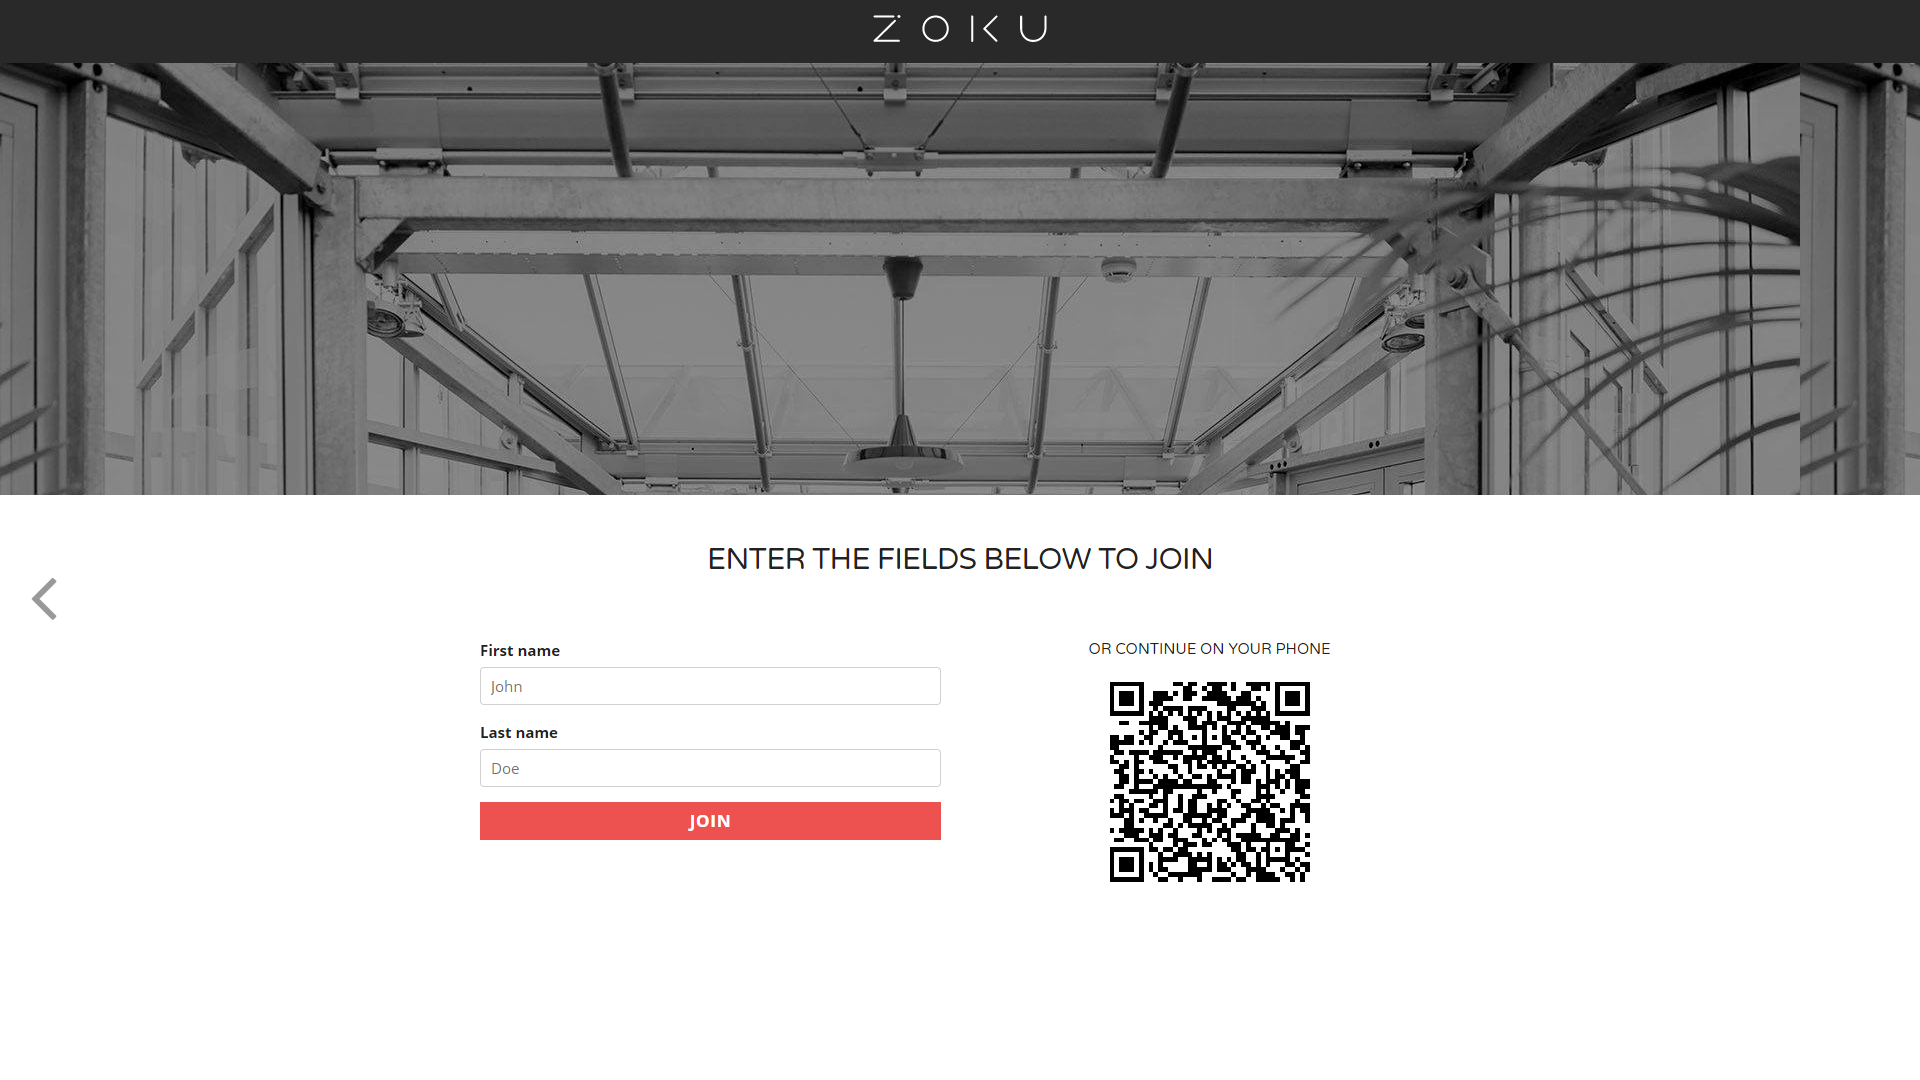 ZOKU
ENTER THE FIELDS BELOW TO JOIN
First name
John
Last name
Doe
JOIN
OR CONTINUE ON YOUR PHONE